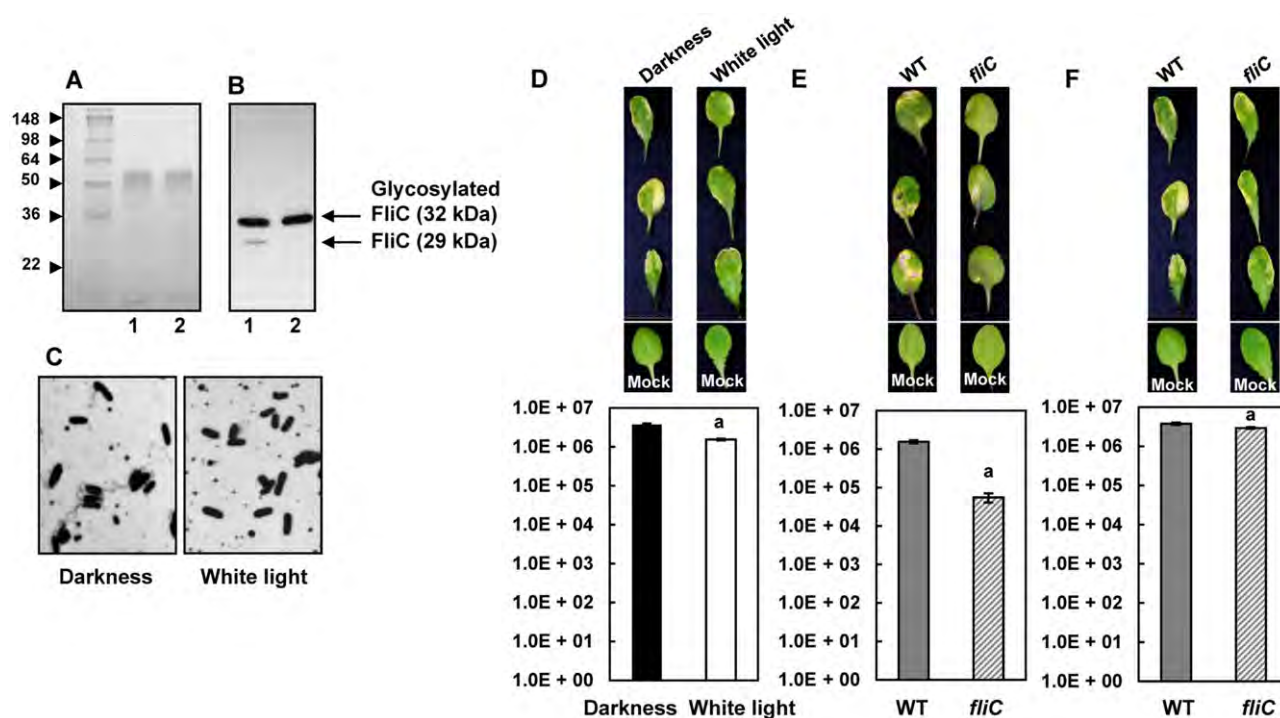 A
148
98
64
50
36
22
1 2
B
Glycosylated
FliC (32 kDa)
FliC (29 kDa)
1 2
C
Darkness White light
D
Darkness White light
Mock Mock
1.0E + 07
1.0E + 06
1.0E + 05
1.0E + 04
1.0E + 03
1.0E + 02
1.0E + 01
1.0E + 00
a
Darkness White light
E
WT fliC
Mock Mock
1.0E + 07
1.0E + 06
1.0E + 05
1.0E + 04
1.0E + 03
1.0E + 02
1.0E + 01
1.0E + 00
a
WT fliC
F
WT fliC
Mock Mock
1.0E + 07
1.0E + 06
1.0E + 05
1.0E + 04
1.0E + 03
1.0E + 02
1.0E + 01
1.0E + 00
a
WT fliC